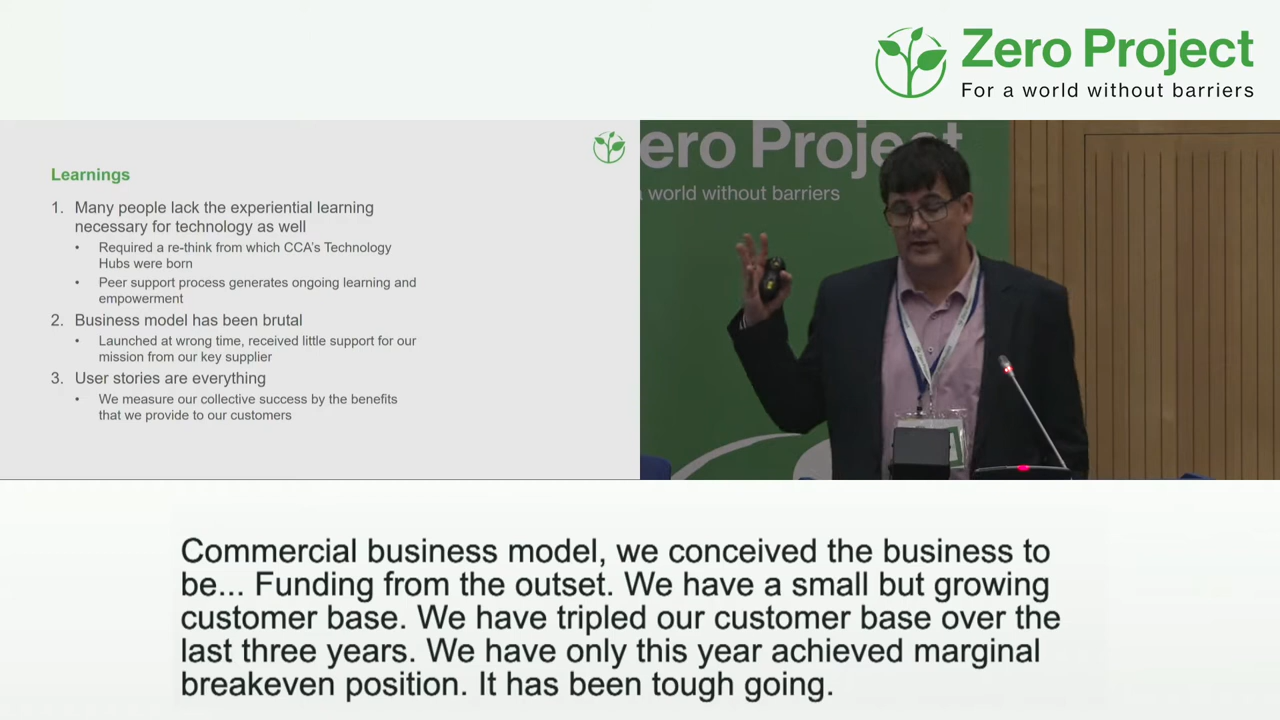 Zero Project
For a world without barriers
Learnings
1. Many people lack the experiential learning
necessary for technology as well
• Required a re-think from which CCA's Technology
Hubs were born
• Peer support process generates ongoing learning and
empowerment
2. Business model has been brutal
• Launched at wrong time, received little support for our
mission from our key supplier
3. User stories are everything
• We measure our collective success by the benefits
that we provide to our customers
ero Project
world without barriers
Commercial business model, we conceived the business to
be... Funding from the outset. We have a small but growing
customer base. We have tripled our customer base over the
last three years. We have only this year achieved marginal
breakeven position. It has been tough going.